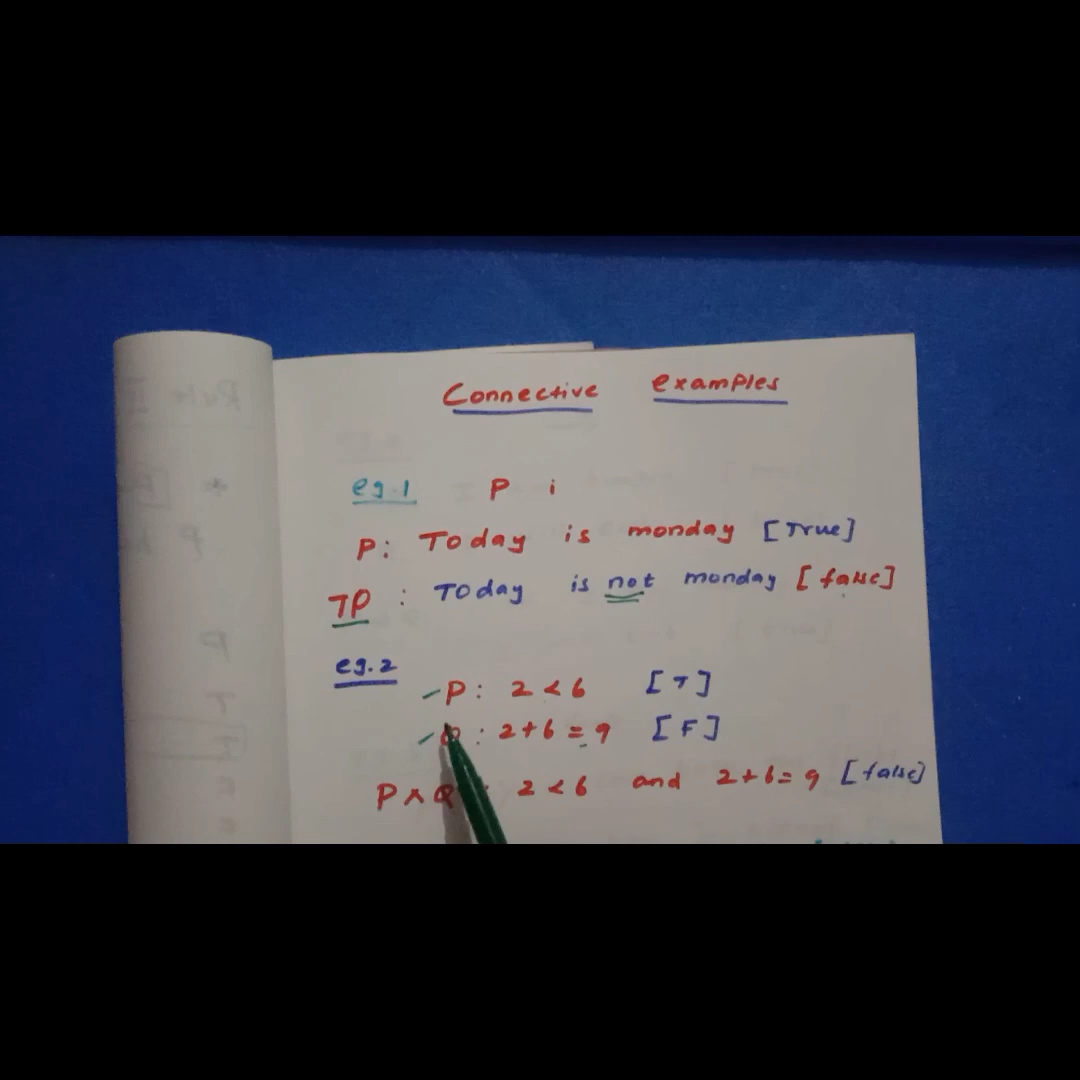 Connective examples
eg.1 P i
P: Today is monday [True]
7P : Today is not monday [false]
eg.2
P: 2 < 6 [T]
: 2+6 = 9 [F]
P ∧ Q : 2 < 6 and 2+6= 9 [false]